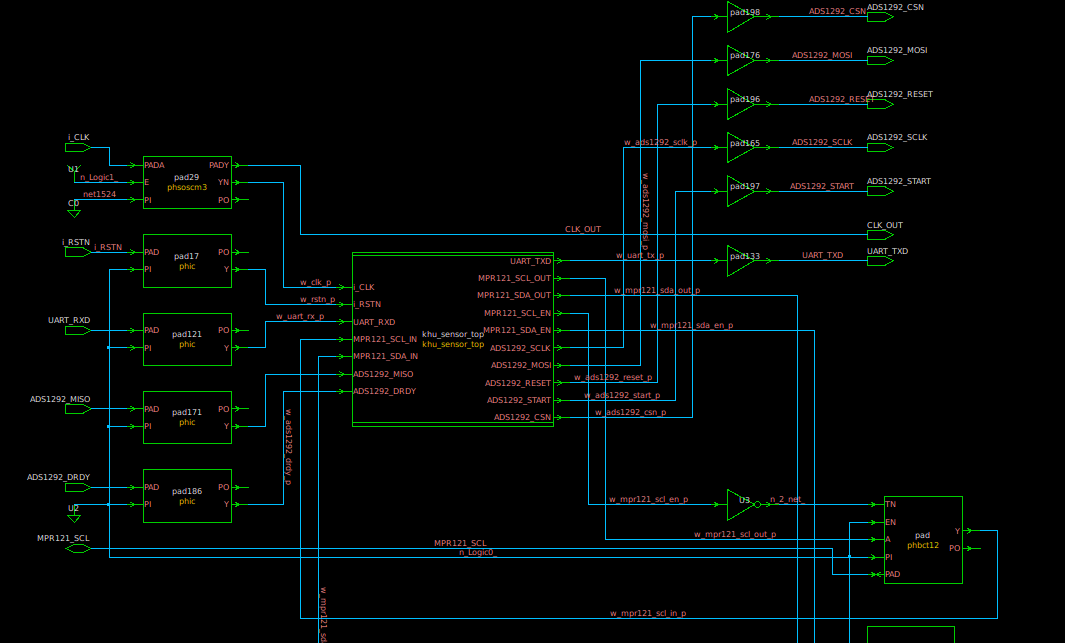 pad198
ADS1292_CSN
ADS1292_CSN
pad176
ADS1292_MOSI
ADS1292_MOSI
pad196
ADS1292_RESET
ADS1292_RESET
w_ads1292_sclk_p
pad165
ADS1292_SCLK
ADS1292_SCLK
w_ads1292_mosi_p
pad197
ADS1292_START
ADS1292_START
CLK_OUT
CLK_OUT
w_uart_tx_p
pad133
UART_TXD
UART_TXD
i_CLK
U1
n_Logic1_
net1524
C0
PADA
E
PI
pad29
phsoscm3
PADY
YN
PO
i_RSTN
i_RSTN
PAD
PI
pad17
phic
PO
Y
UART_RXD
PAD
PI
pad121
phic
PO
Y
ADS1292_MISO
PAD
PI
pad171
phic
PO
Y
ADS1292_DRDY
U2
PAD
PI
pad186
phic
PO
Y
w_clk_p
w_rstn_p
w_uart_rx_p
w_ads1292_drdy_p
i_CLK
i_RSTN
UART_RXD
MPR121_SCL_IN
MPR121_SDA_IN
ADS1292_MISO
ADS1292_DRDY
khu_sensor_top
khu_sensor_top
UART_TXD
MPR121_SCL_OUT
MPR121_SDA_OUT
MPR121_SCL_EN
MPR121_SDA_EN
ADS1292_SCLK
ADS1292_MOSI
ADS1292_RESET
ADS1292_START
ADS1292_CSN
w_mpr121_sda_out_p
w_mpr121_sda_en_p
w_ads1292_reset_p
w_ads1292_start_p
w_ads1292_csn_p
w_mpr121_scl_en_p
U3
n_2_net_
w_mpr121_scl_out_p
TN
EN
A
PI
PAD
pad
phbct12
Y
PO
MPR121_SCL
MPR121_SCL
n_Logic0_
w_mpr121_scl_in_p
w_mpr121_sd